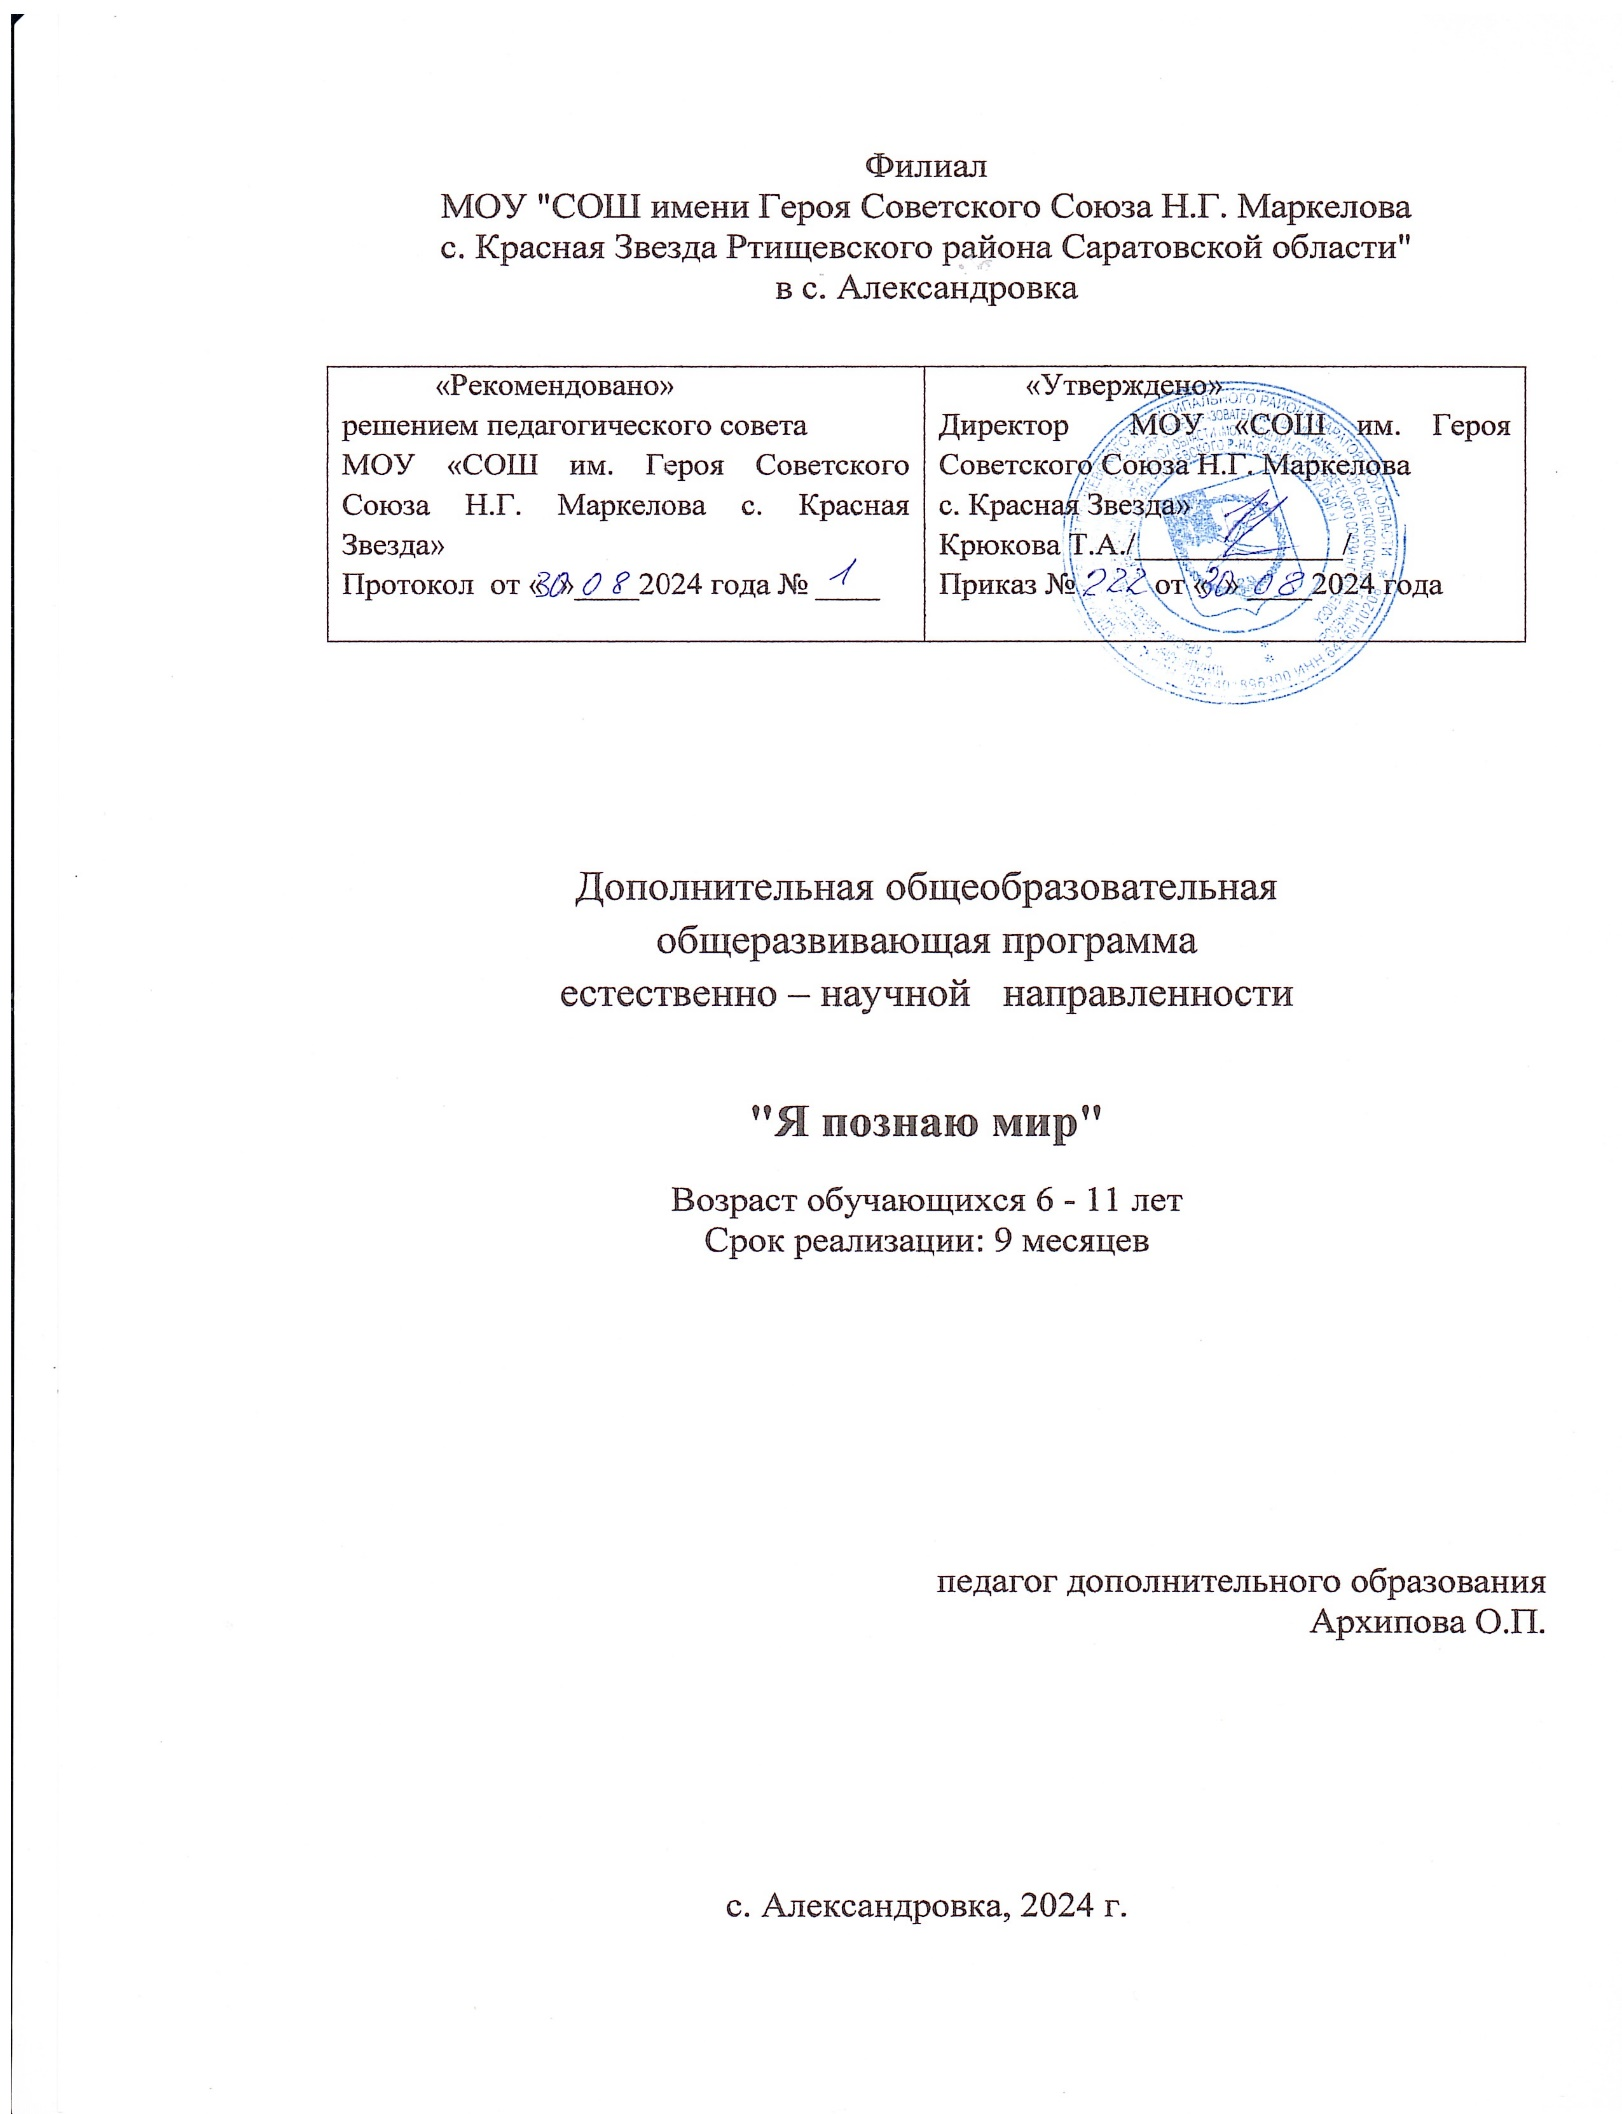 Филиал
МОУ "СОШ имени Героя Советского Союза Н.Г. Маркелова
с. Красная Звезда Ртищевского района Саратовской области"
в с. Александровка
«Рекомендовано»
решением педагогического совета
МОУ «СОШ им. Героя Советского
Союза Н.Г. Маркелова с. Красная
Звезда»
Протокол от «30» 08 2024 года № 1
«Утверждено»
Директор МОУ «СОШ им. Героя
Советского Союза Н.Г. Маркелова
с. Красная Звезда»
Крюкова Т.А./____________/
Приказ № 222 от «30» 08 2024 года
Дополнительная общеобразовательная
общеразвивающая программа
естественно – научной направленности
"Я познаю мир"
Возраст обучающихся 6 - 11 лет
Срок реализации: 9 месяцев
педагог дополнительного образования
Архипова О.П.
с. Александровка, 2024 г.